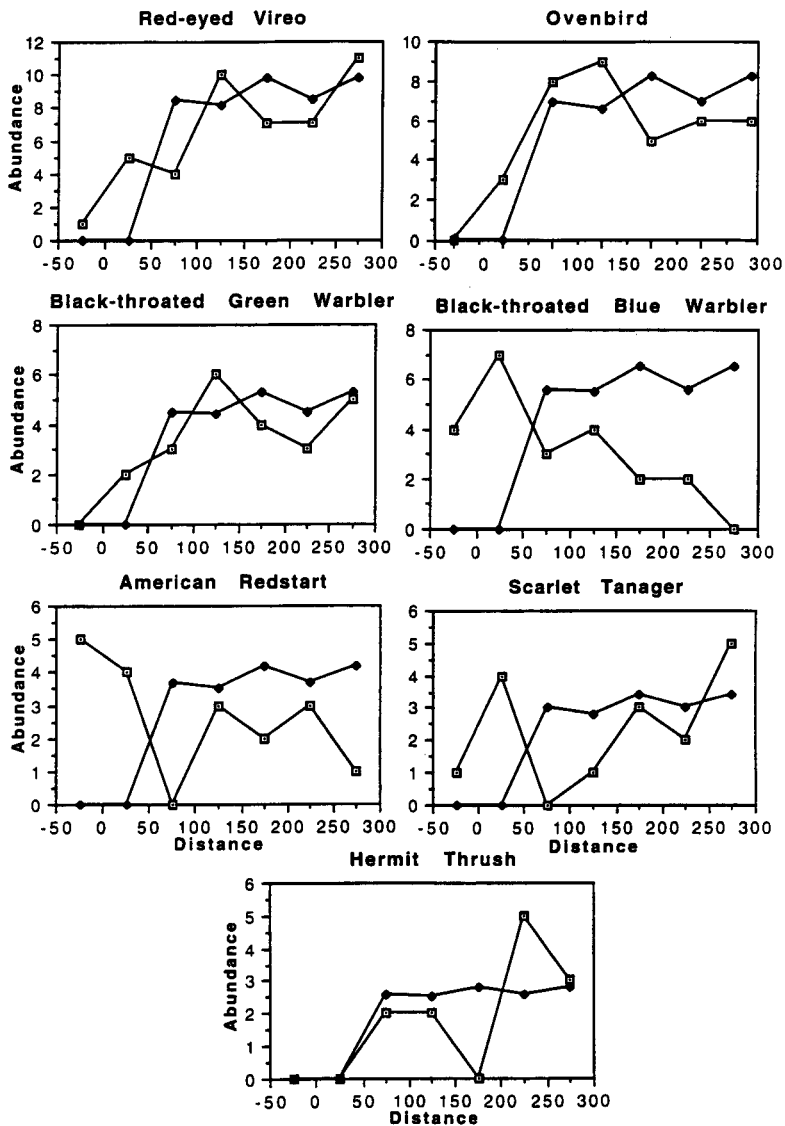 Red-eyed Vireo
Abundance
12
10
8
6
4
2
0
-50 0 50 100 150 200 250 300
Ovenbird
10
8
6
4
2
0
-50 0 50 100 150 200 250 300
Black-throated Green Warbler
Abundance
8
6
4
2
0
-50 0 50 100 150 200 250 300
Black-throated Blue Warbler
8
6
4
2
0
-50 0 50 100 150 200 250 300
American Redstart
Abundance
6
5
4
3
2
1
0
-50 0 50 100 150 200 250 300
Distance
Scarlet Tanager
6
5
4
3
2
1
0
-50 0 50 100 150 200 250 300
Distance
Hermit Thrush
Abundance
6
5
4
3
2
1
0
-50 0 50 100 150 200 250 300
Distance